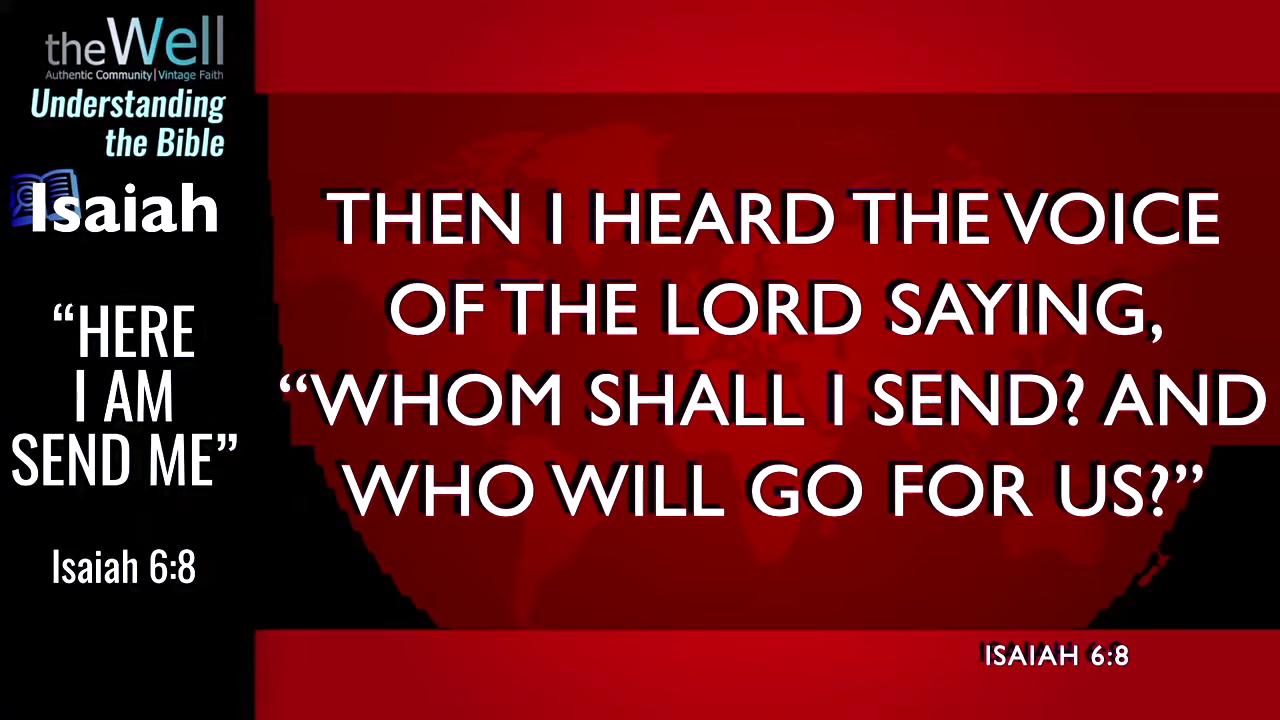 theWell
Authentic Community|Vintage Faith
Understanding
the Bible
Isaiah
“HERE
I AM
SEND ME”
Isaiah 6:8
THEN I HEARD THE VOICE
OF THE LORD SAYING,
“WHOM SHALL I SEND? AND
WHO WILL GO FOR US?”
ISAIAH 6:8